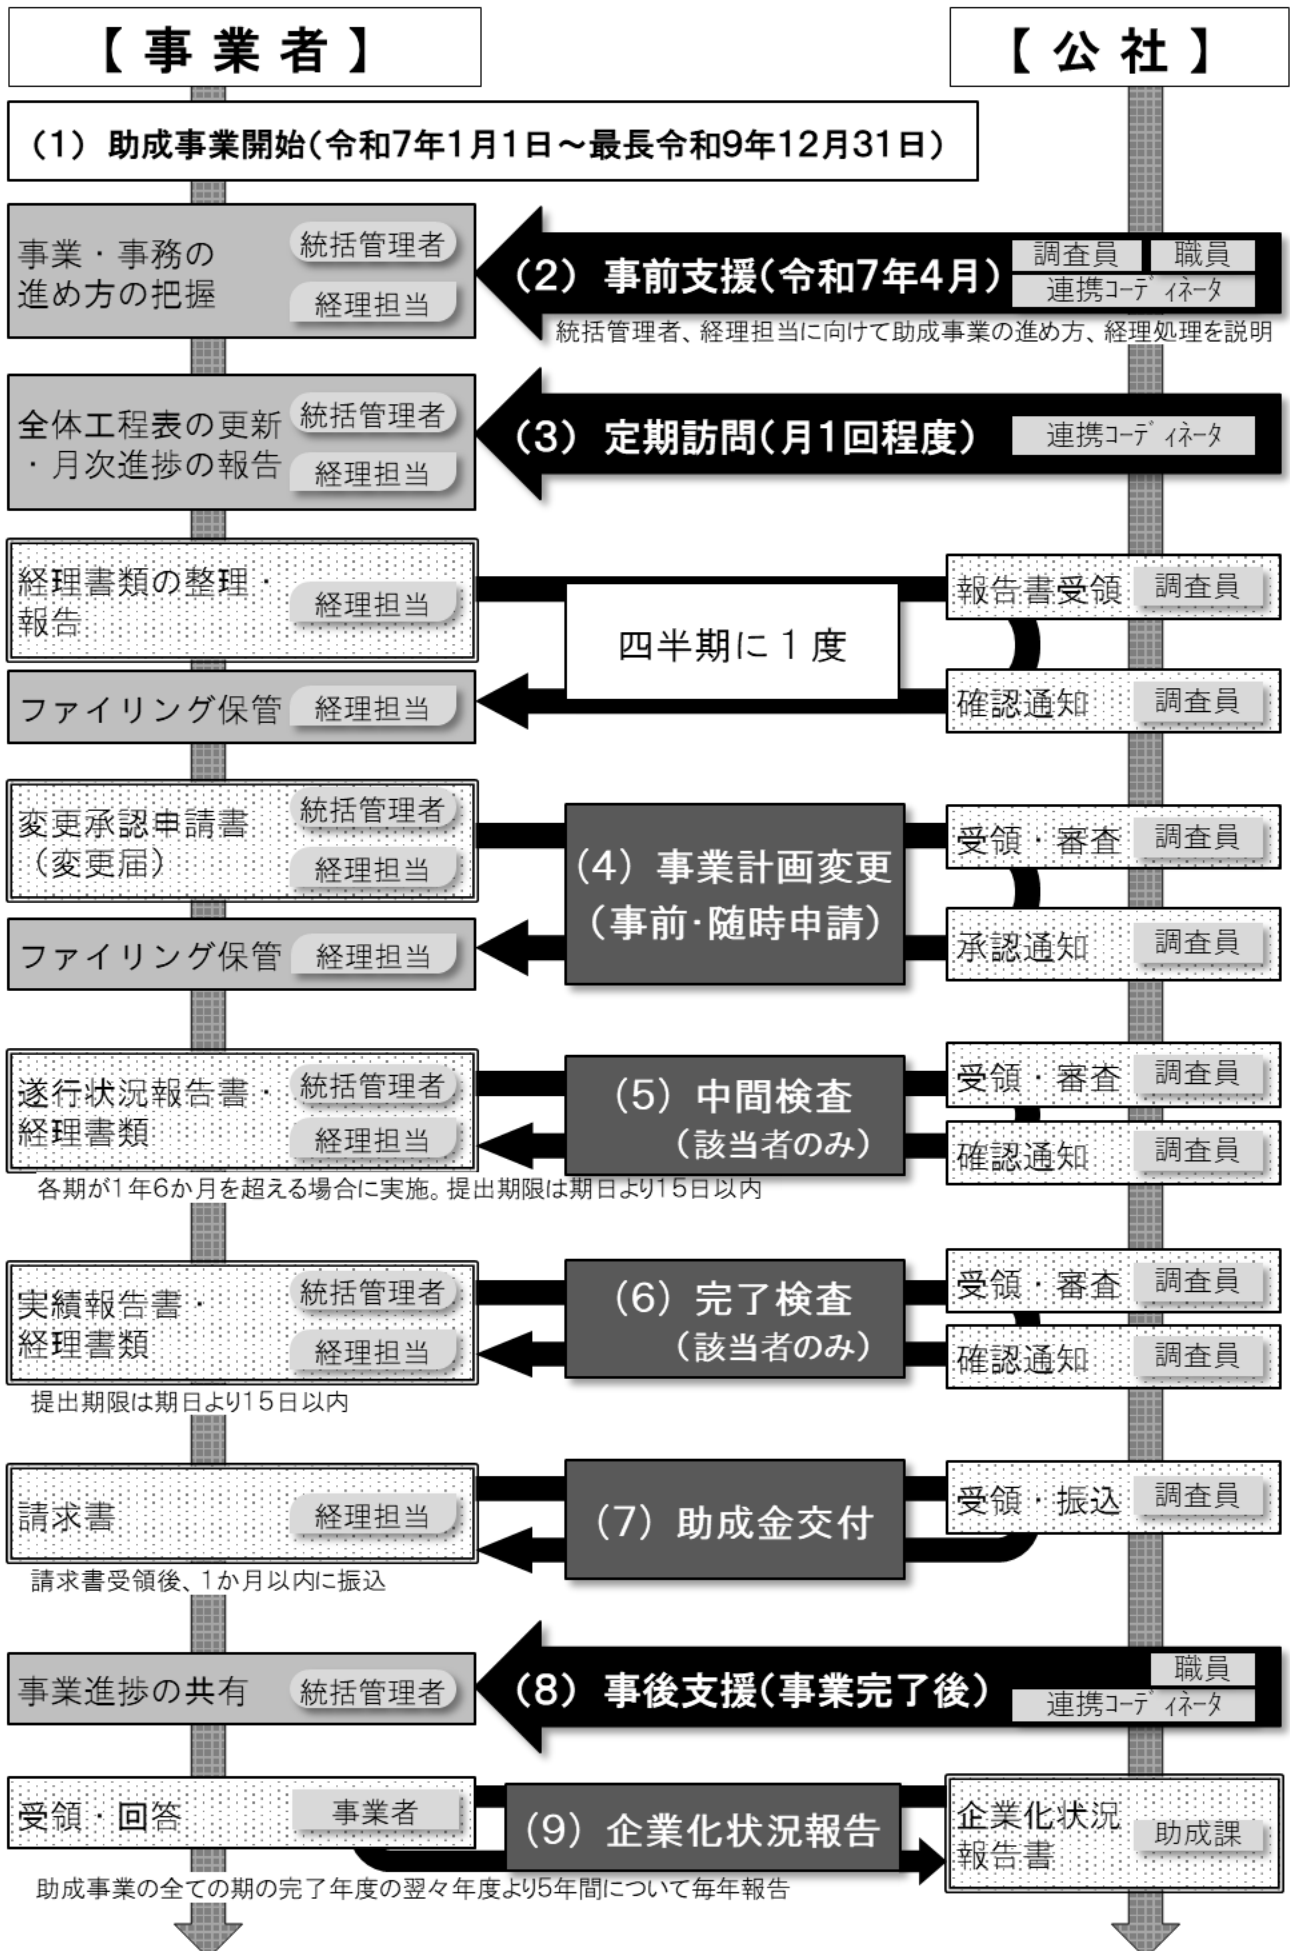 【事業者】
【公社】
(1) 助成事業開始(令和7年1月1日～最長令和9年12月31日)
事業・事務の
進め方の把握
統括管理者
経理担当
(2) 事前支援(令和7年4月)
調査員
職員
連携ｺｰﾃﾞｨﾈｰﾀ
統括管理者、経理担当に向けて助成事業の進め方、経理処理を説明
全体工程表の更新
・月次進捗の報告
統括管理者
経理担当
(3) 定期訪問(月1回程度)
連携ｺｰﾃﾞｨﾈｰﾀ
経理書類の整理・
報告
経理担当
四半期に１度
報告書受領
調査員
ファイリング保管
経理担当
確認通知
調査員
変更承認申請書
（変更届）
統括管理者
経理担当
(4) 事業計画変更
(事前･随時申請)
受領・審査
調査員
ファイリング保管
経理担当
承認通知
調査員
遂行状況報告書・
経理書類
統括管理者
経理担当
(5) 中間検査
(該当者のみ)
受領・審査
調査員
確認通知
調査員
各期が1年6か月を超える場合に実施。提出期限は期日より15日以内
実績報告書・
経理書類
統括管理者
経理担当
(6) 完了検査
(該当者のみ)
受領・審査
調査員
確認通知
調査員
提出期限は期日より15日以内
請求書
経理担当
(7) 助成金交付
受領・振込
調査員
請求書受領後、1か月以内に振込
事業進捗の共有
統括管理者
(8) 事後支援(事業完了後)
職員
連携ｺｰﾃﾞｨﾈｰﾀ
受領・回答
事業者
(9) 企業化状況報告
企業化状況
報告書
助成課
助成事業の全ての期の完了年度の翌々年度より5年間について毎年報告